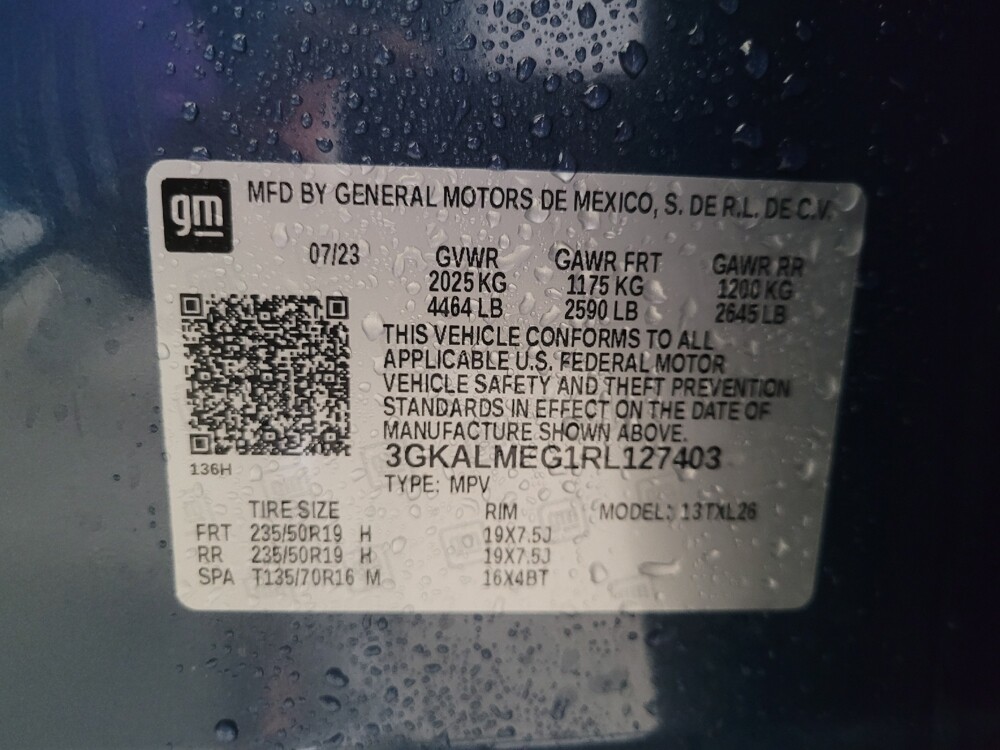 gm
MFD BY GENERAL MOTORS DE MEXICO, S. DE R.L. DE C.V.
07/23 GVWR GAWR FRT GAWR RR
2025 KG 1175 KG 1200 KG
4464 LB 2590 LB 2645 LB
THIS VEHICLE CONFORMS TO ALL
APPLICABLE U.S. FEDERAL MOTOR
VEHICLE SAFETY AND THEFT PREVENTION
STANDARDS IN EFFECT ON THE DATE OF
MANUFACTURE SHOWN ABOVE.
136H
3GKALMEG1RL127403
TYPE: MPV
TIRE SIZE RIM MODEL: 13TXL26
FRT 235/50R19 H 19X7.5J
RR 235/50R19 H 19X7.5J
SPA T135/70R16 M 16X4BT